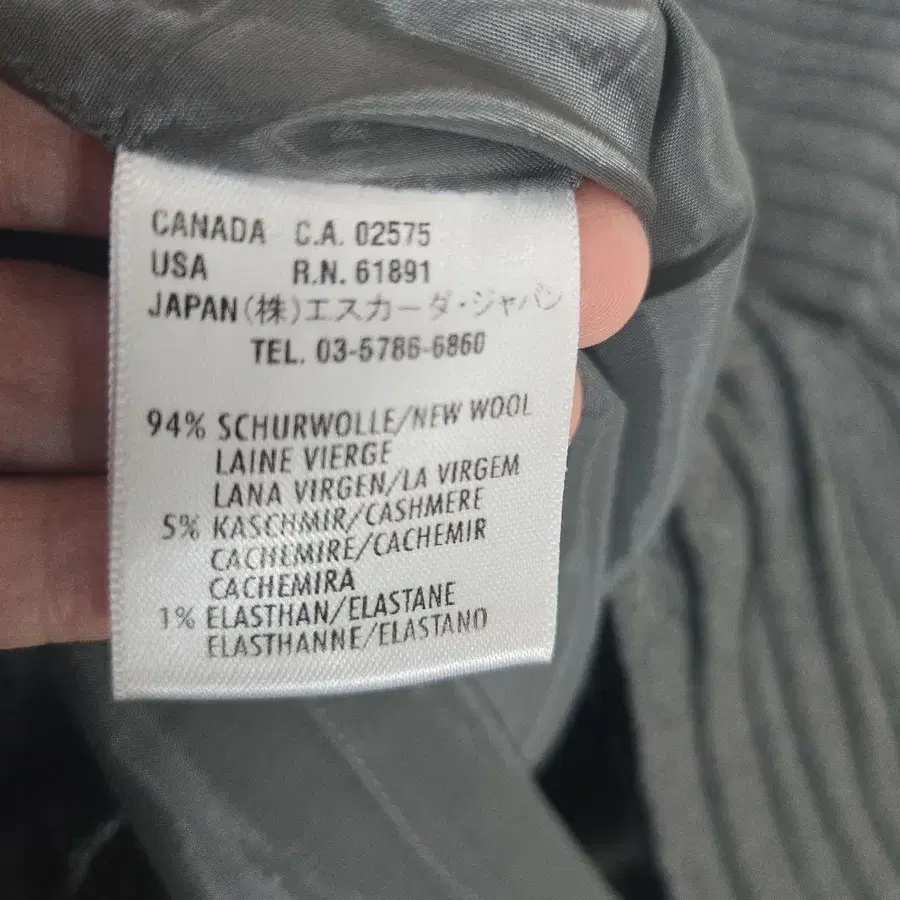 CANADA C.A. 02575
USA R.N. 61891
JAPAN(株)エスカーダ・ジャパン
TEL. 03-5786-6860
94% SCHURWOLLE/NEW WOOL
LAINE VIERGE
LANA VIRGEN/LA VIRGEM
5% KASCHMIR/CASHMERE
CACHEMIRE/CACHEMIR
CACHEMIRA
1% ELASTHAN/ELASTANE
ELASTHANNE/ELASTANO